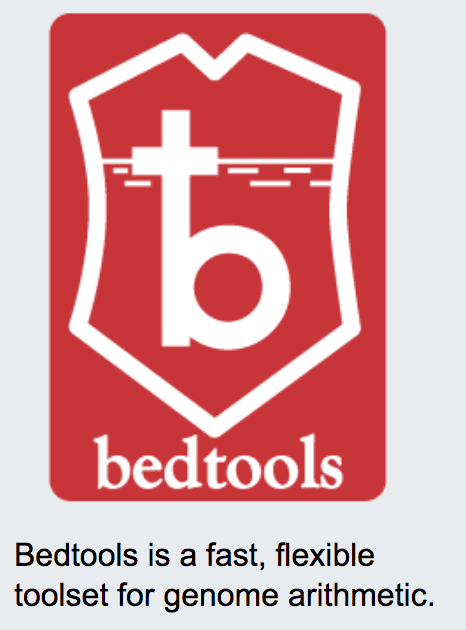 b
bedtools
Bedtools is a fast, flexible
toolset for genome arithmetic.